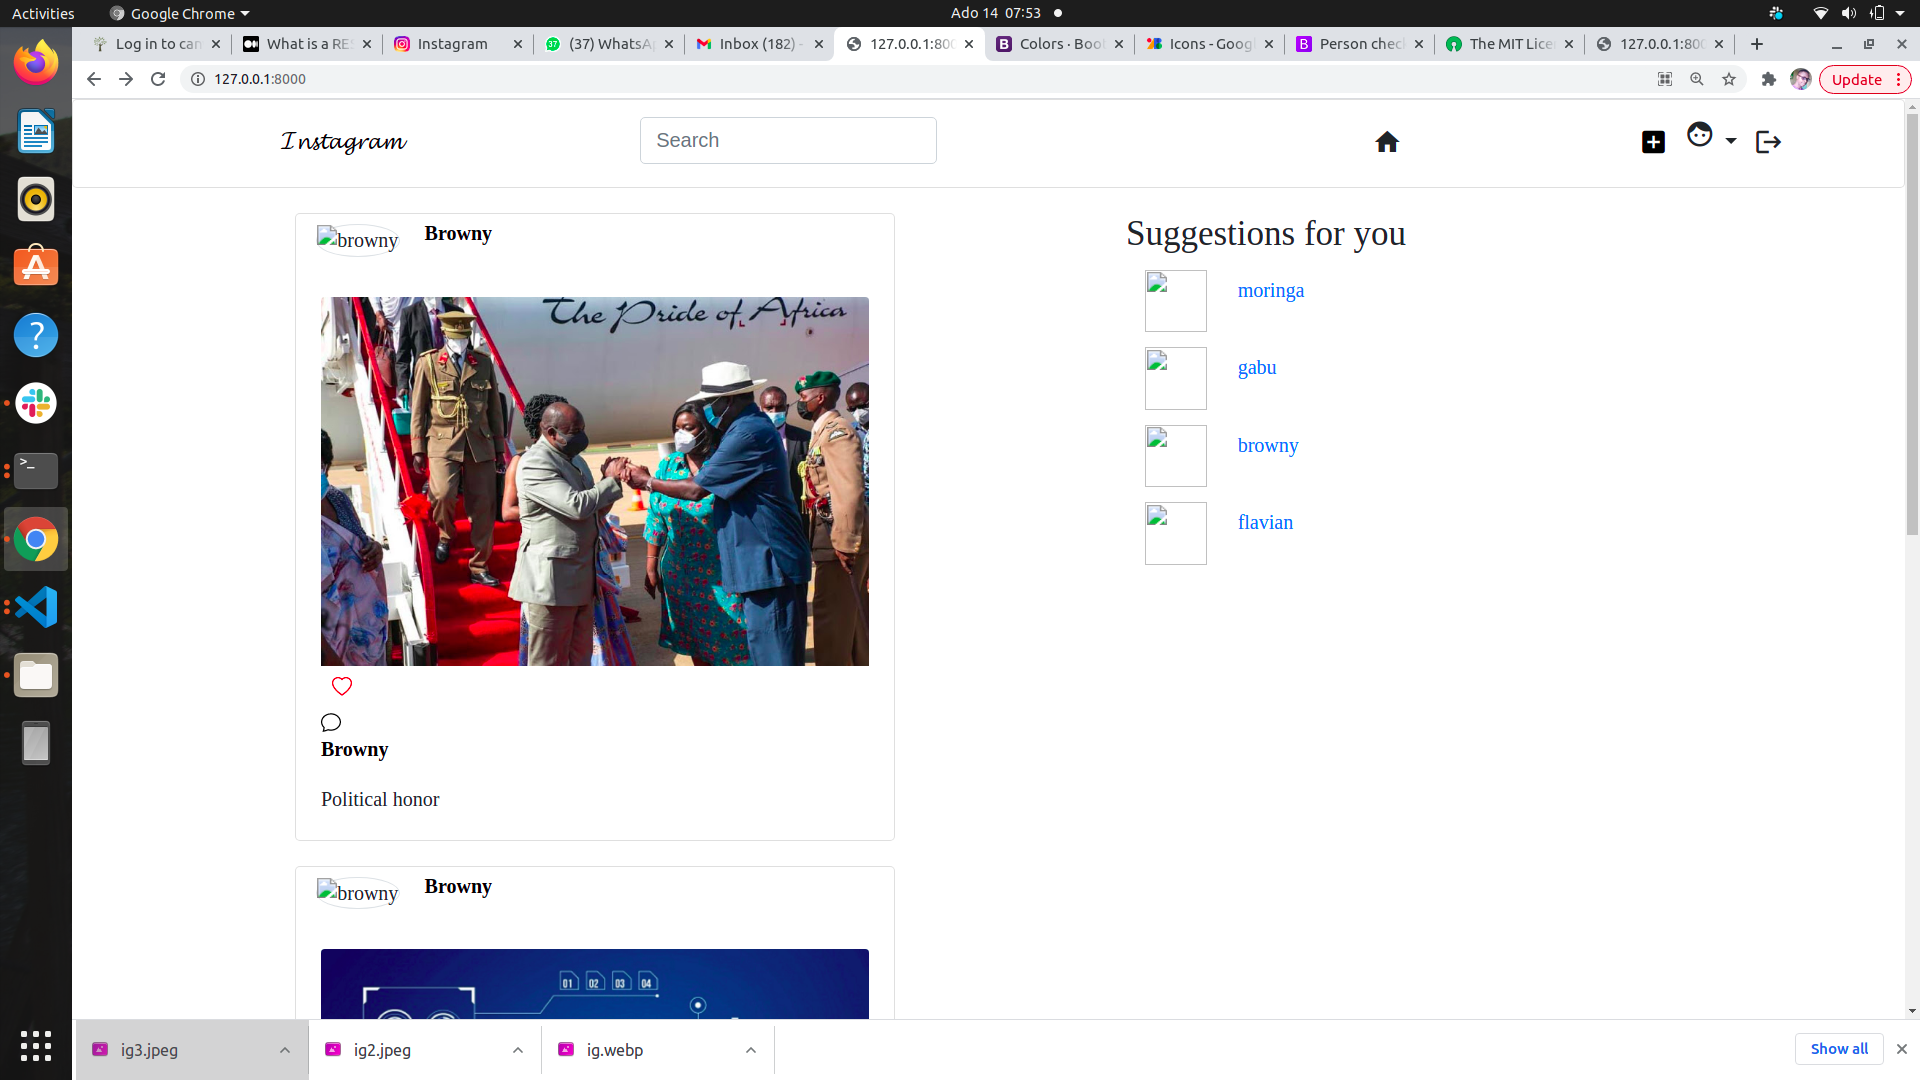 Activities Google Chrome Ado 14 07:53
Log in to can What is a RES Instagram (37) WhatsA Inbox (182) - 127.0.0.1:800 Colors · Boo Icons - Goog Person chec The MIT Lice 127.0.0.1:800
127.0.0.1:8000 Update
Instagram Search
Suggestions for you
browny Browny
moringa
The Pride of Africa
gabu
browny
flavian
Browny
Political honor
browny Browny
01 02 03 04
ig3.jpeg ig2.jpeg ig.webp Show all